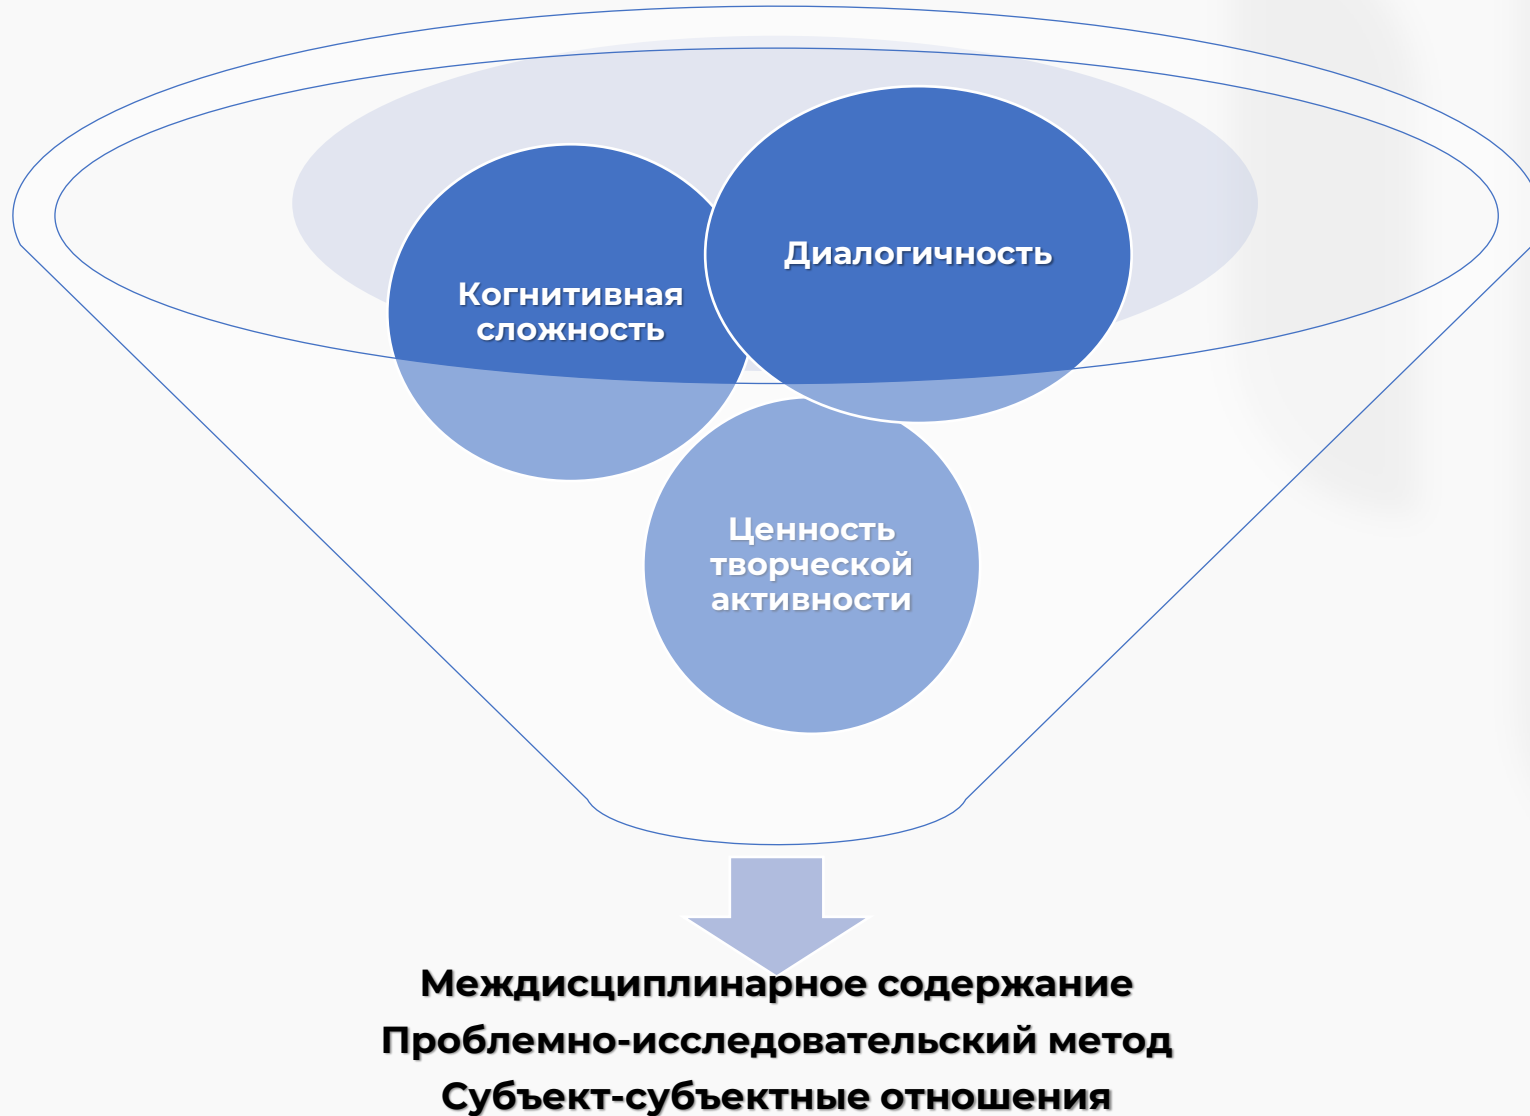 Диалогичность
Когнитивная
сложность
Ценность
творческой
активности
Междисциплинарное содержание
Проблемно-исследовательский метод
Субъект-субъектные отношения